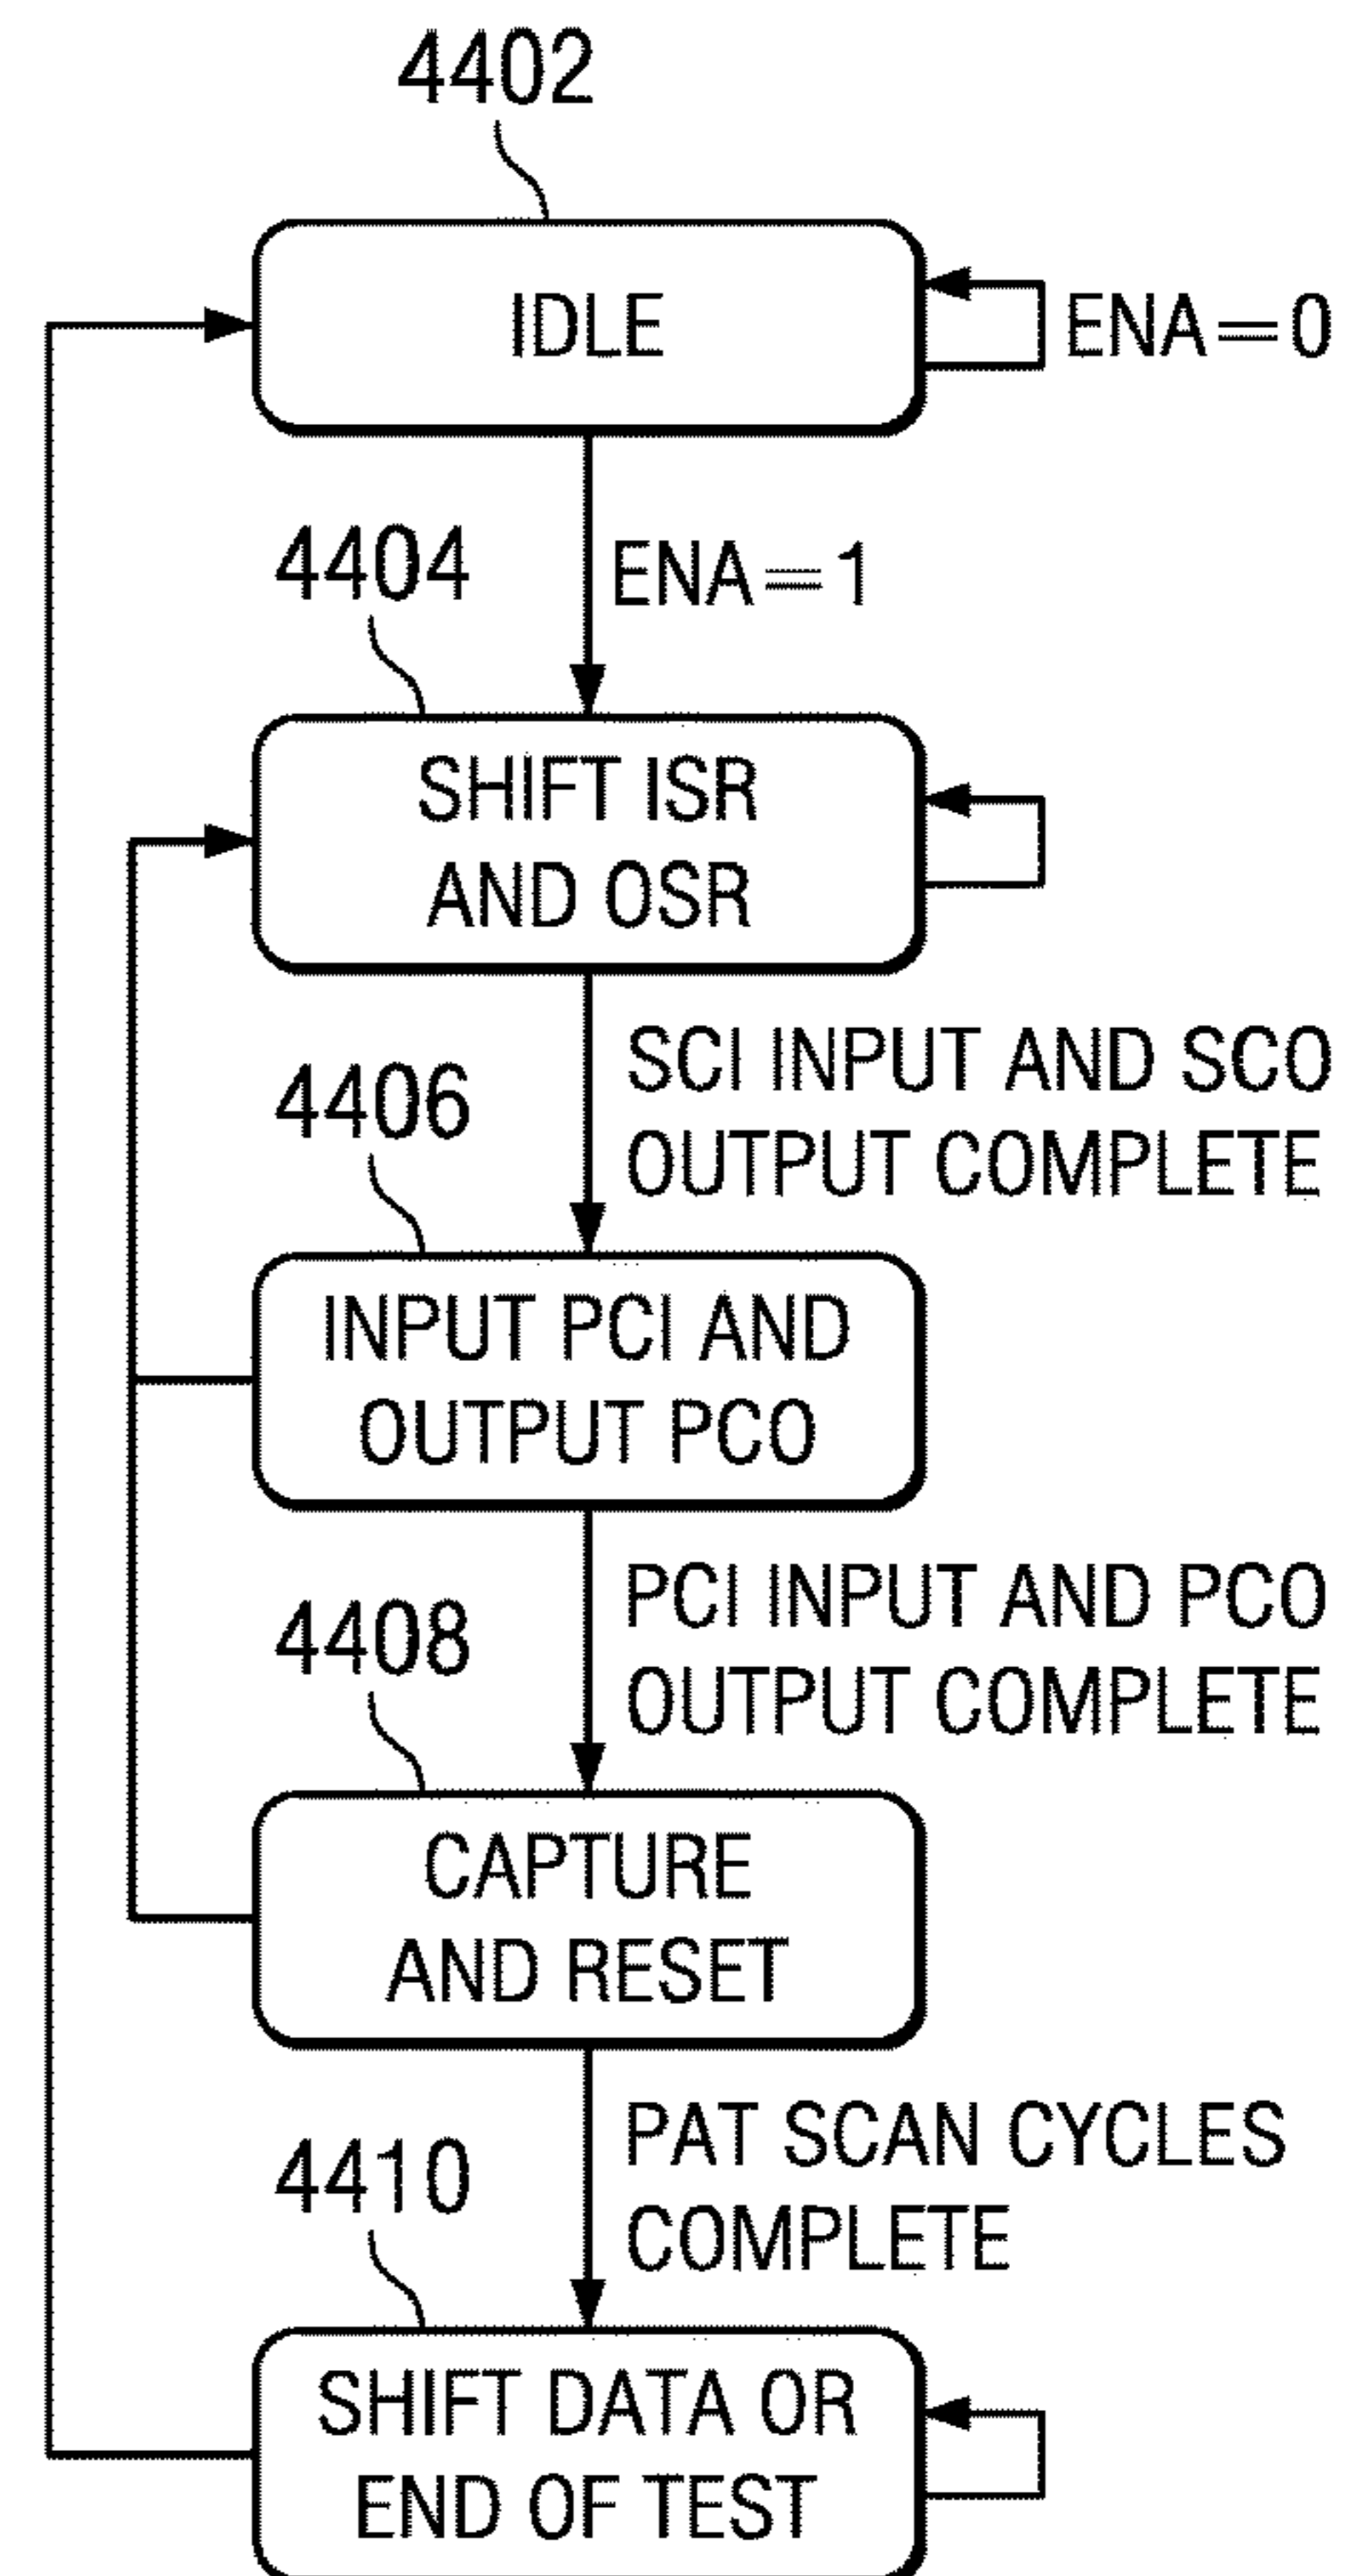 4402
IDLE
ENA=0
4404
ENA=1
SHIFT ISR
AND OSR
4406
SCI INPUT AND SCO
OUTPUT COMPLETE
INPUT PCI AND
OUTPUT PCO
4408
PCI INPUT AND PCO
OUTPUT COMPLETE
CAPTURE
AND RESET
4410
PAT SCAN CYCLES
COMPLETE
SHIFT DATA OR
END OF TEST